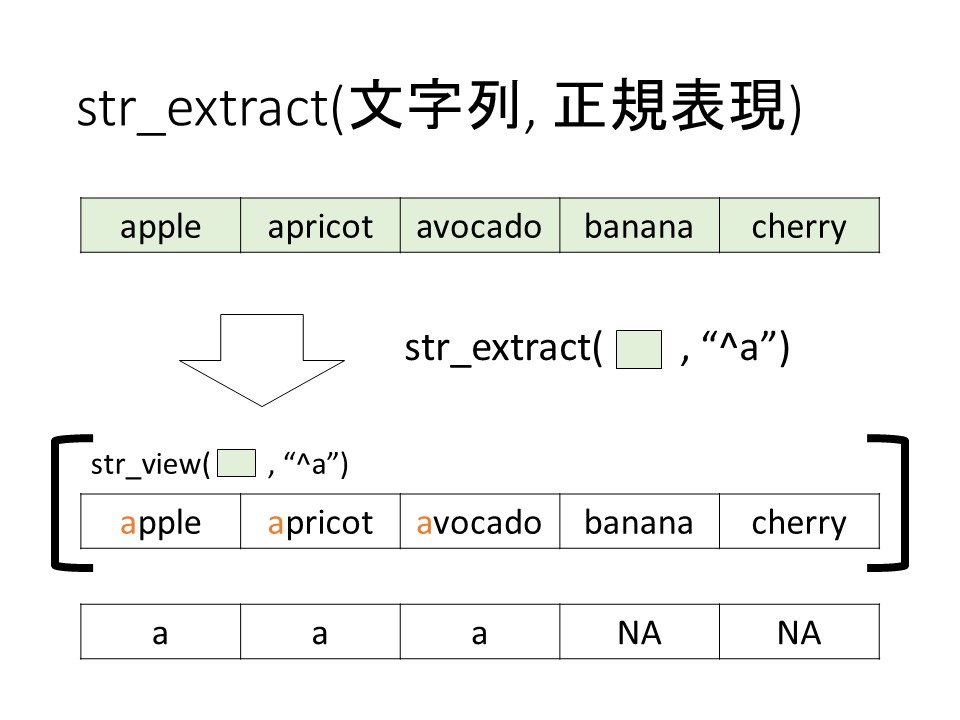 str_extract(文字列, 正規表現)
apple apricot avocado banana cherry
str_extract( , “^a”)
str_view( , “^a”)
apple apricot avocado banana cherry
a a a NA NA